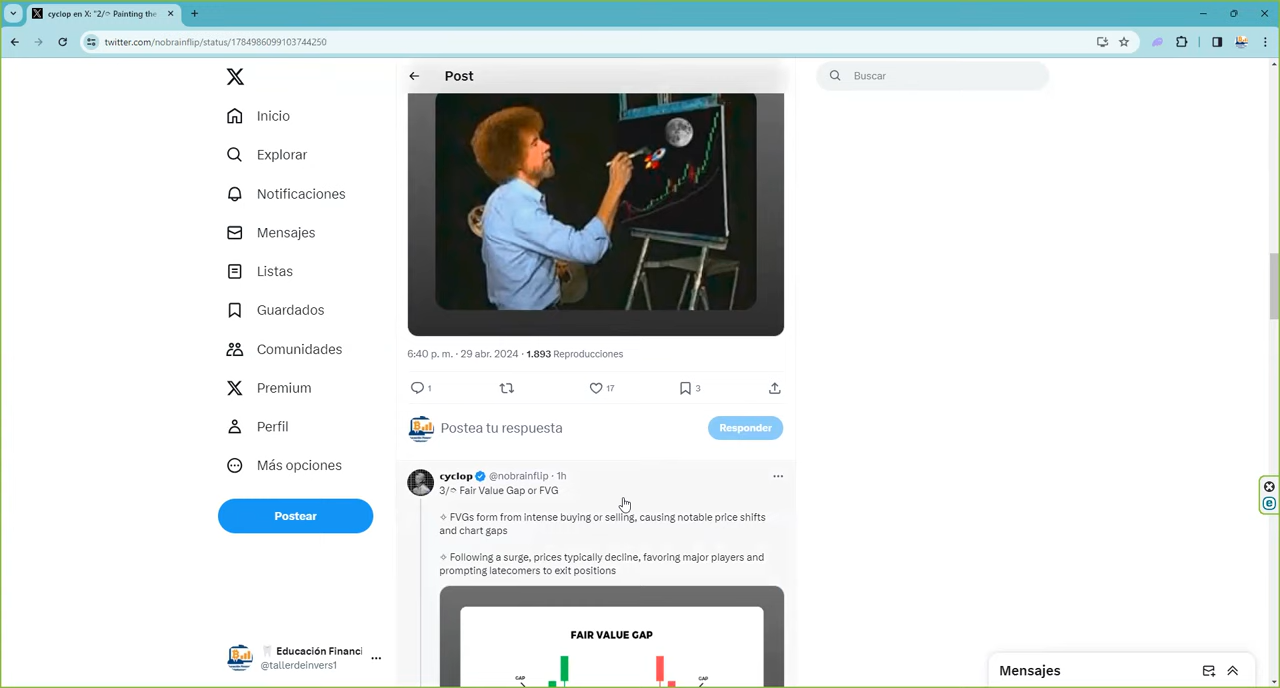 cyclop en X: "2/ Painting the
twitter.com/nobrainflip/status/1784986099103744250
Post
Buscar
Inicio
Explorar
Notificaciones
Mensajes
Listas
Guardados
Comunidades
Premium
Perfil
Más opciones
Postear
Educación Financi
@tallerdeinvers1
6:40 p. m. · 29 abr. 2024 · 1.893 Reproducciones
1
17
3
Postea tu respuesta
Responder
cyclop @nobrainflip · 1h
3/ Fair Value Gap or FVG
✧ FVGs form from intense buying or selling, causing notable price shifts
and chart gaps
✧ Following a surge, prices typically decline, favoring major players and
prompting latecomers to exit positions
FAIR VALUE GAP
GAP
GAP
Mensajes